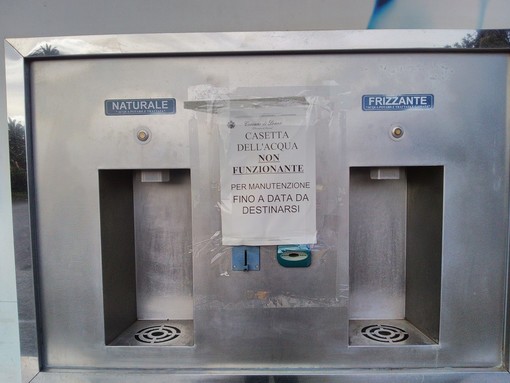 NATURALE
FRIZZANTE
CASETTA
DELL'ACQUA
NON
FUNZIONANTE
PER MANUTENZIONE
FINO A DATA DA
DESTINARSI